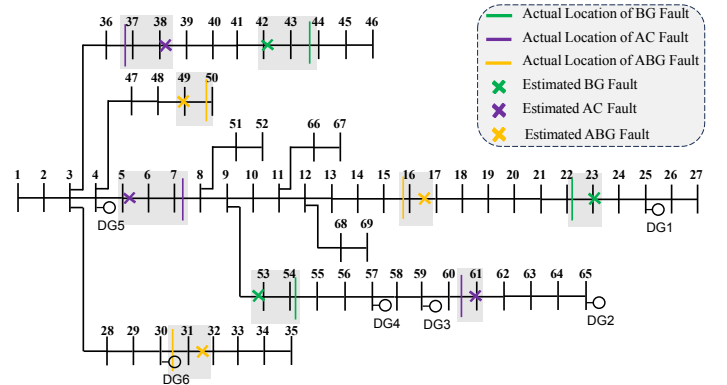 36 37 38 39 40 41 42 43 44 45 46
Actual Location of BG Fault
Actual Location of AC Fault
Actual Location of ABG Fault
Estimated BG Fault
Estimated AC Fault
Estimated ABG Fault
47 48 49 50
51 52 66 67
1 2 3 4 5 6 7 8 9 10 11 12 13 14 15 16 17 18 19 20 21 22 23 24 25 26 27
DG5 DG1
68 69
53 54 55 56 57 58 59 60 61 62 63 64 65
DG4 DG3 DG2
28 29 30 31 32 33 34 35
DG6